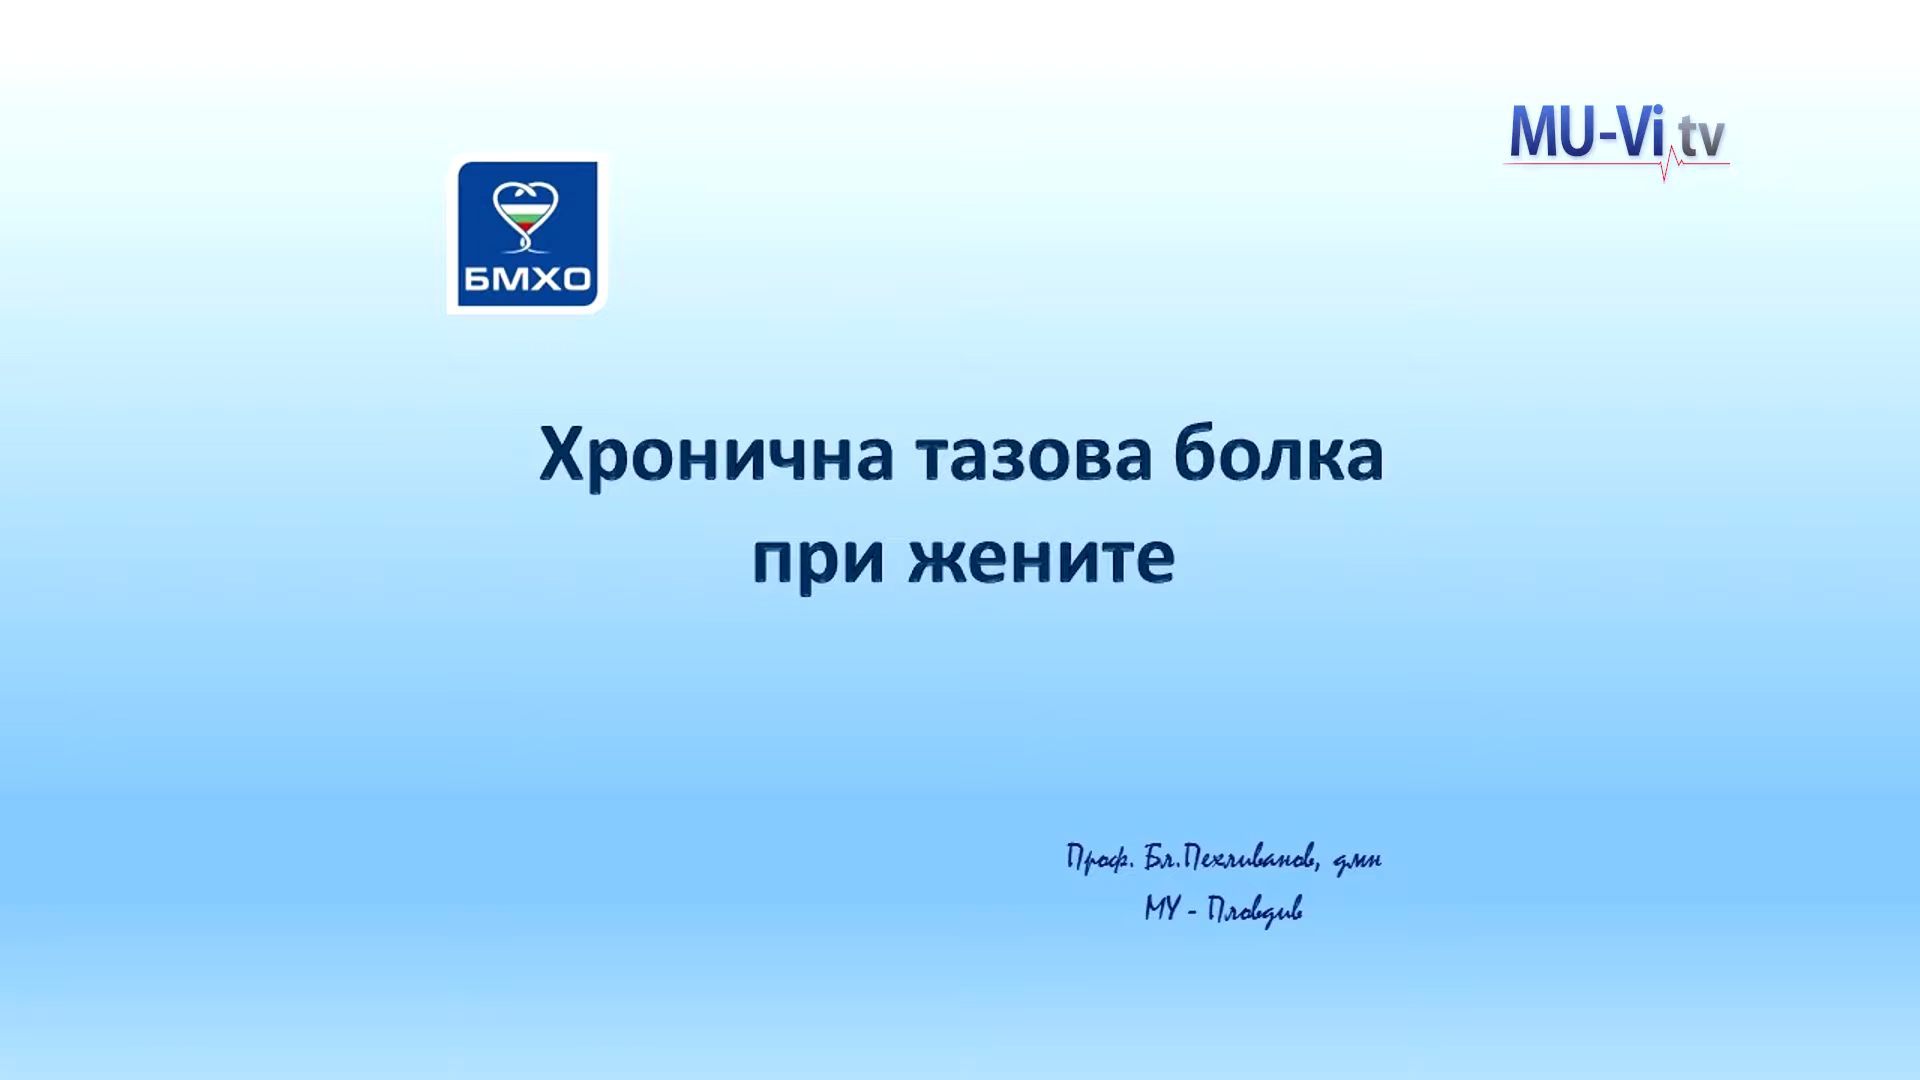 MU-Vi tv
БМХО
Хронична тазова болка
при жените
Проф. Бл.Пехливанов, дмн
МУ - Пловдив